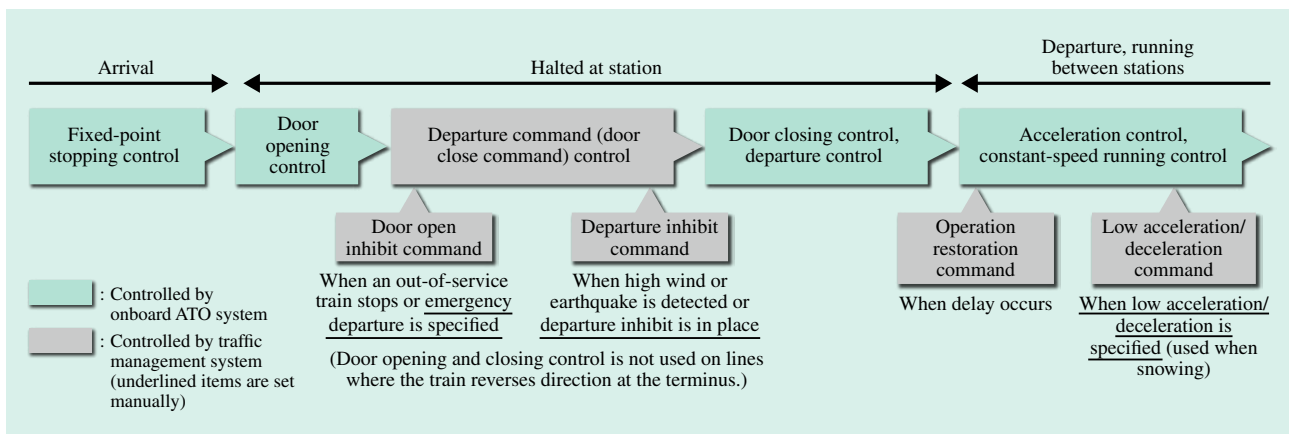 Arrival
Halted at station
Departure, running
between stations
Fixed-point
stopping control
Door
opening
control
Departure command (door
close command) control
Door closing control,
departure control
Acceleration control,
constant-speed running control
Door open
inhibit command
Departure inhibit
command
Operation
restoration
command
Low acceleration/
deceleration
command
When an out-of-service
train stops or emergency
departure is specified
When high wind or
earthquake is detected or
departure inhibit is in place
When delay occurs
When low acceleration/
deceleration is
specified (used when
snowing)
(Door opening and closing control is not used on lines
where the train reverses direction at the terminus.)
: Controlled by
onboard ATO system
: Controlled by traffic
management system
(underlined items are set
manually)